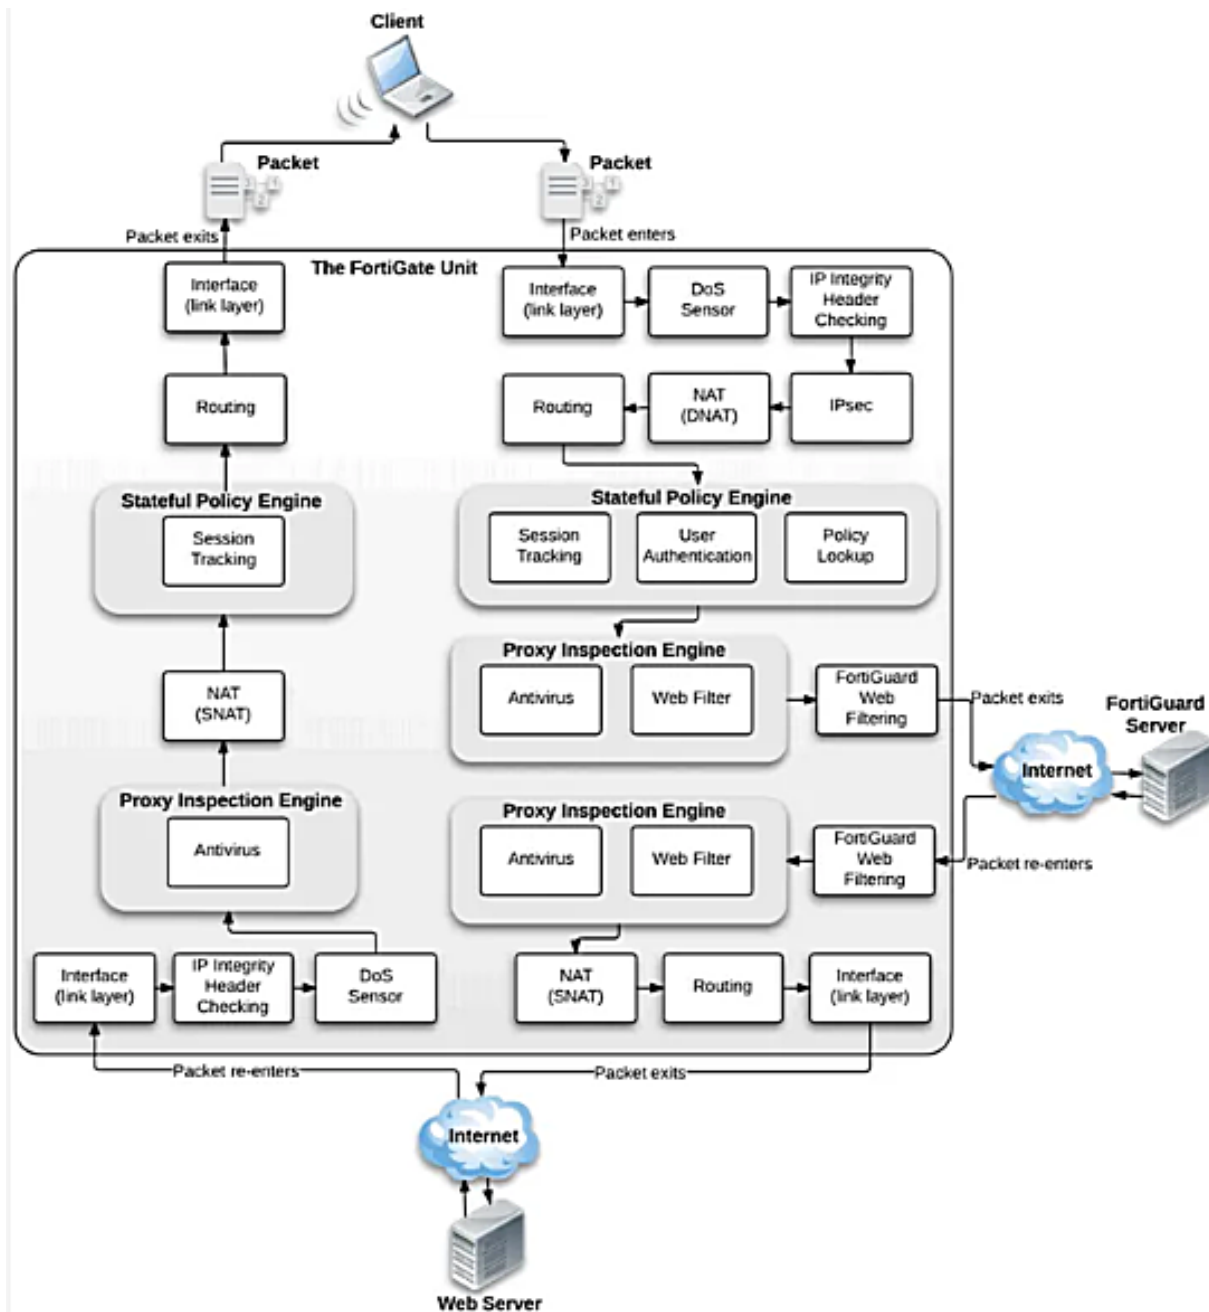 Client
Packet
Packet
Packet exits
Packet enters
The FortiGate Unit
Interface
(link layer)
Interface
(link layer)
DoS
Sensor
IP Integrity
Header
Checking
Routing
Routing
NAT
(DNAT)
IPsec
Stateful Policy Engine
Session
Tracking
Stateful Policy Engine
Session
Tracking
User
Authentication
Policy
Lookup
NAT
(SNAT)
Proxy Inspection Engine
Antivirus
Web Filter
FortiGuard
Web
Filtering
Packet exits
FortiGuard
Server
Internet
Proxy Inspection Engine
Antivirus
Proxy Inspection Engine
Antivirus
Web Filter
FortiGuard
Web
Filtering
Packet re-enters
Interface
(link layer)
IP Integrity
Header
Checking
DoS
Sensor
NAT
(SNAT)
Routing
Interface
(link layer)
Packet re-enters
Packet exits
Internet
Web Server